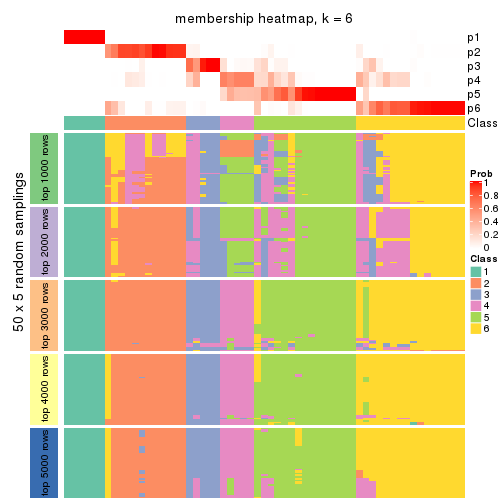 membership heatmap, k = 6
p1
p2
p3
p4
p5
p6
Class
50 x 5 random samplings
top 1000 rows
top 2000 rows
top 3000 rows
top 4000 rows
top 5000 rows
Prob
1
0.8
0.6
0.4
0.2
0
Class
1
2
3
4
5
6